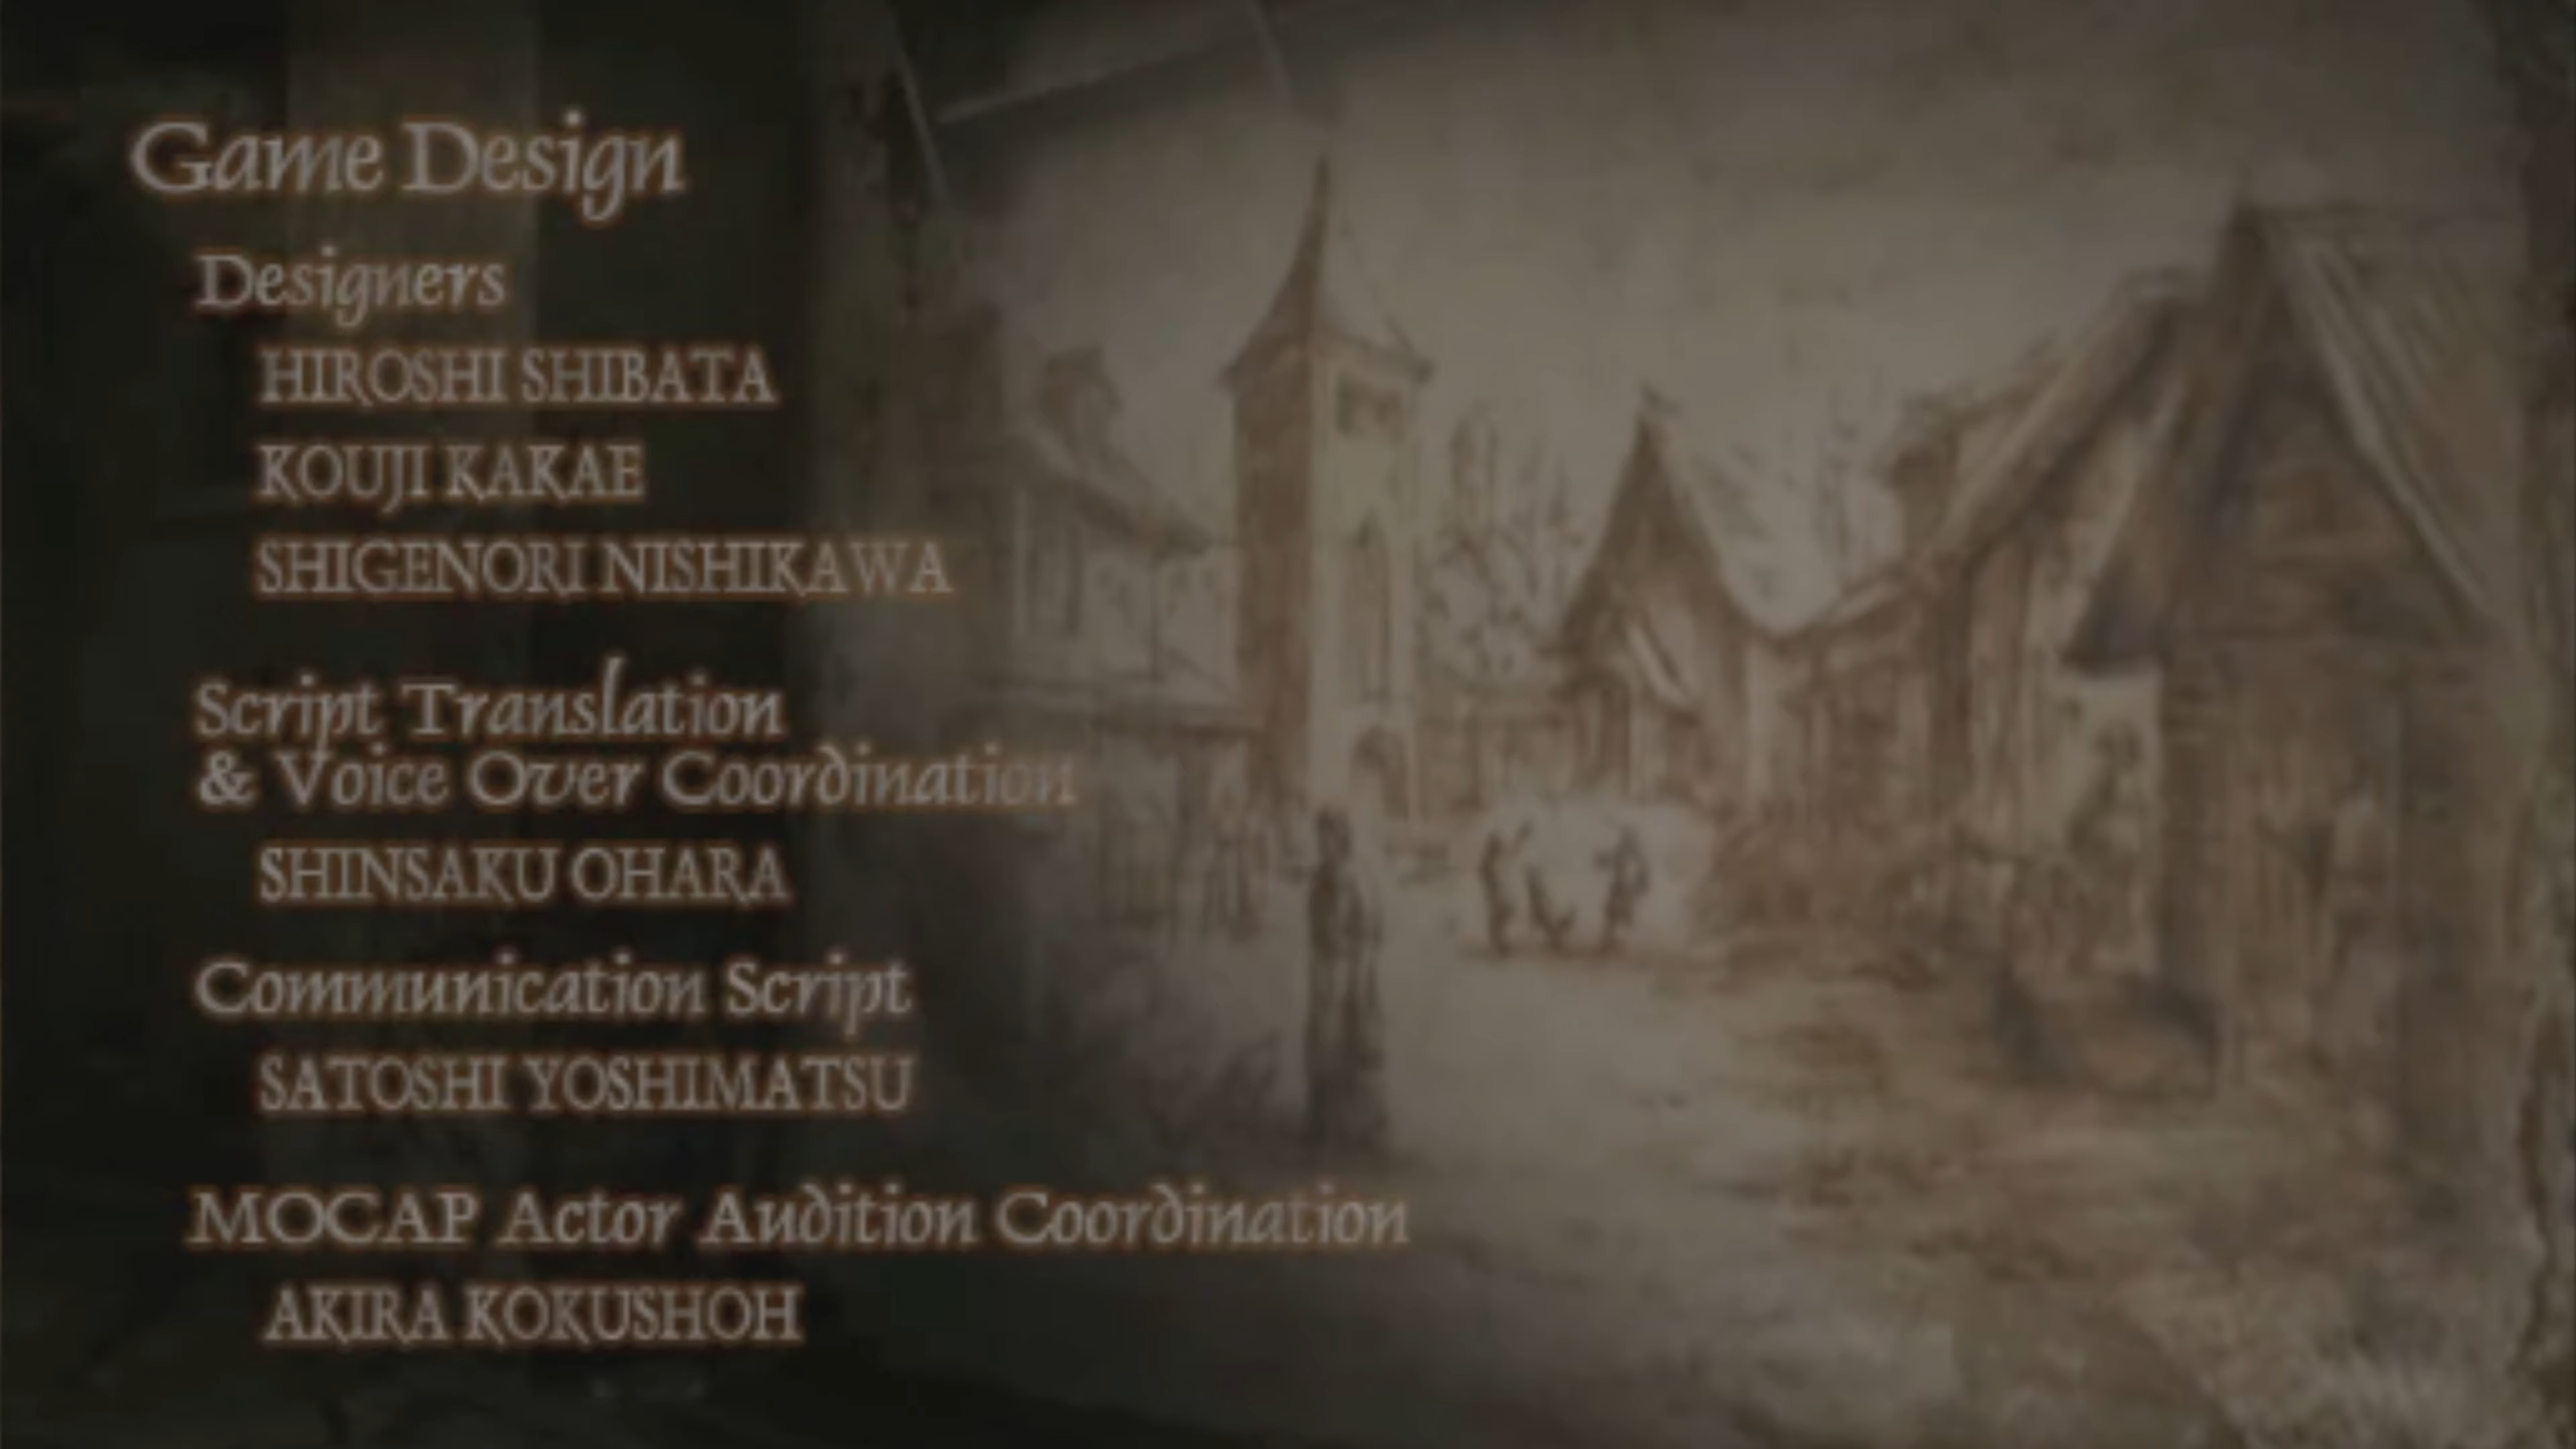 Game Design
Designers
HIROSHI SHIBATA
KOUJI KAKAE
SHIGENORI NISHIKAWA
Script Translation
& Voice Over Coordination
SHINSAKU OHARA
Communication Script
SATOSHI YOSHIMATSU
MOCAP Actor Audition Coordination
AKIRA KOKUSHOH